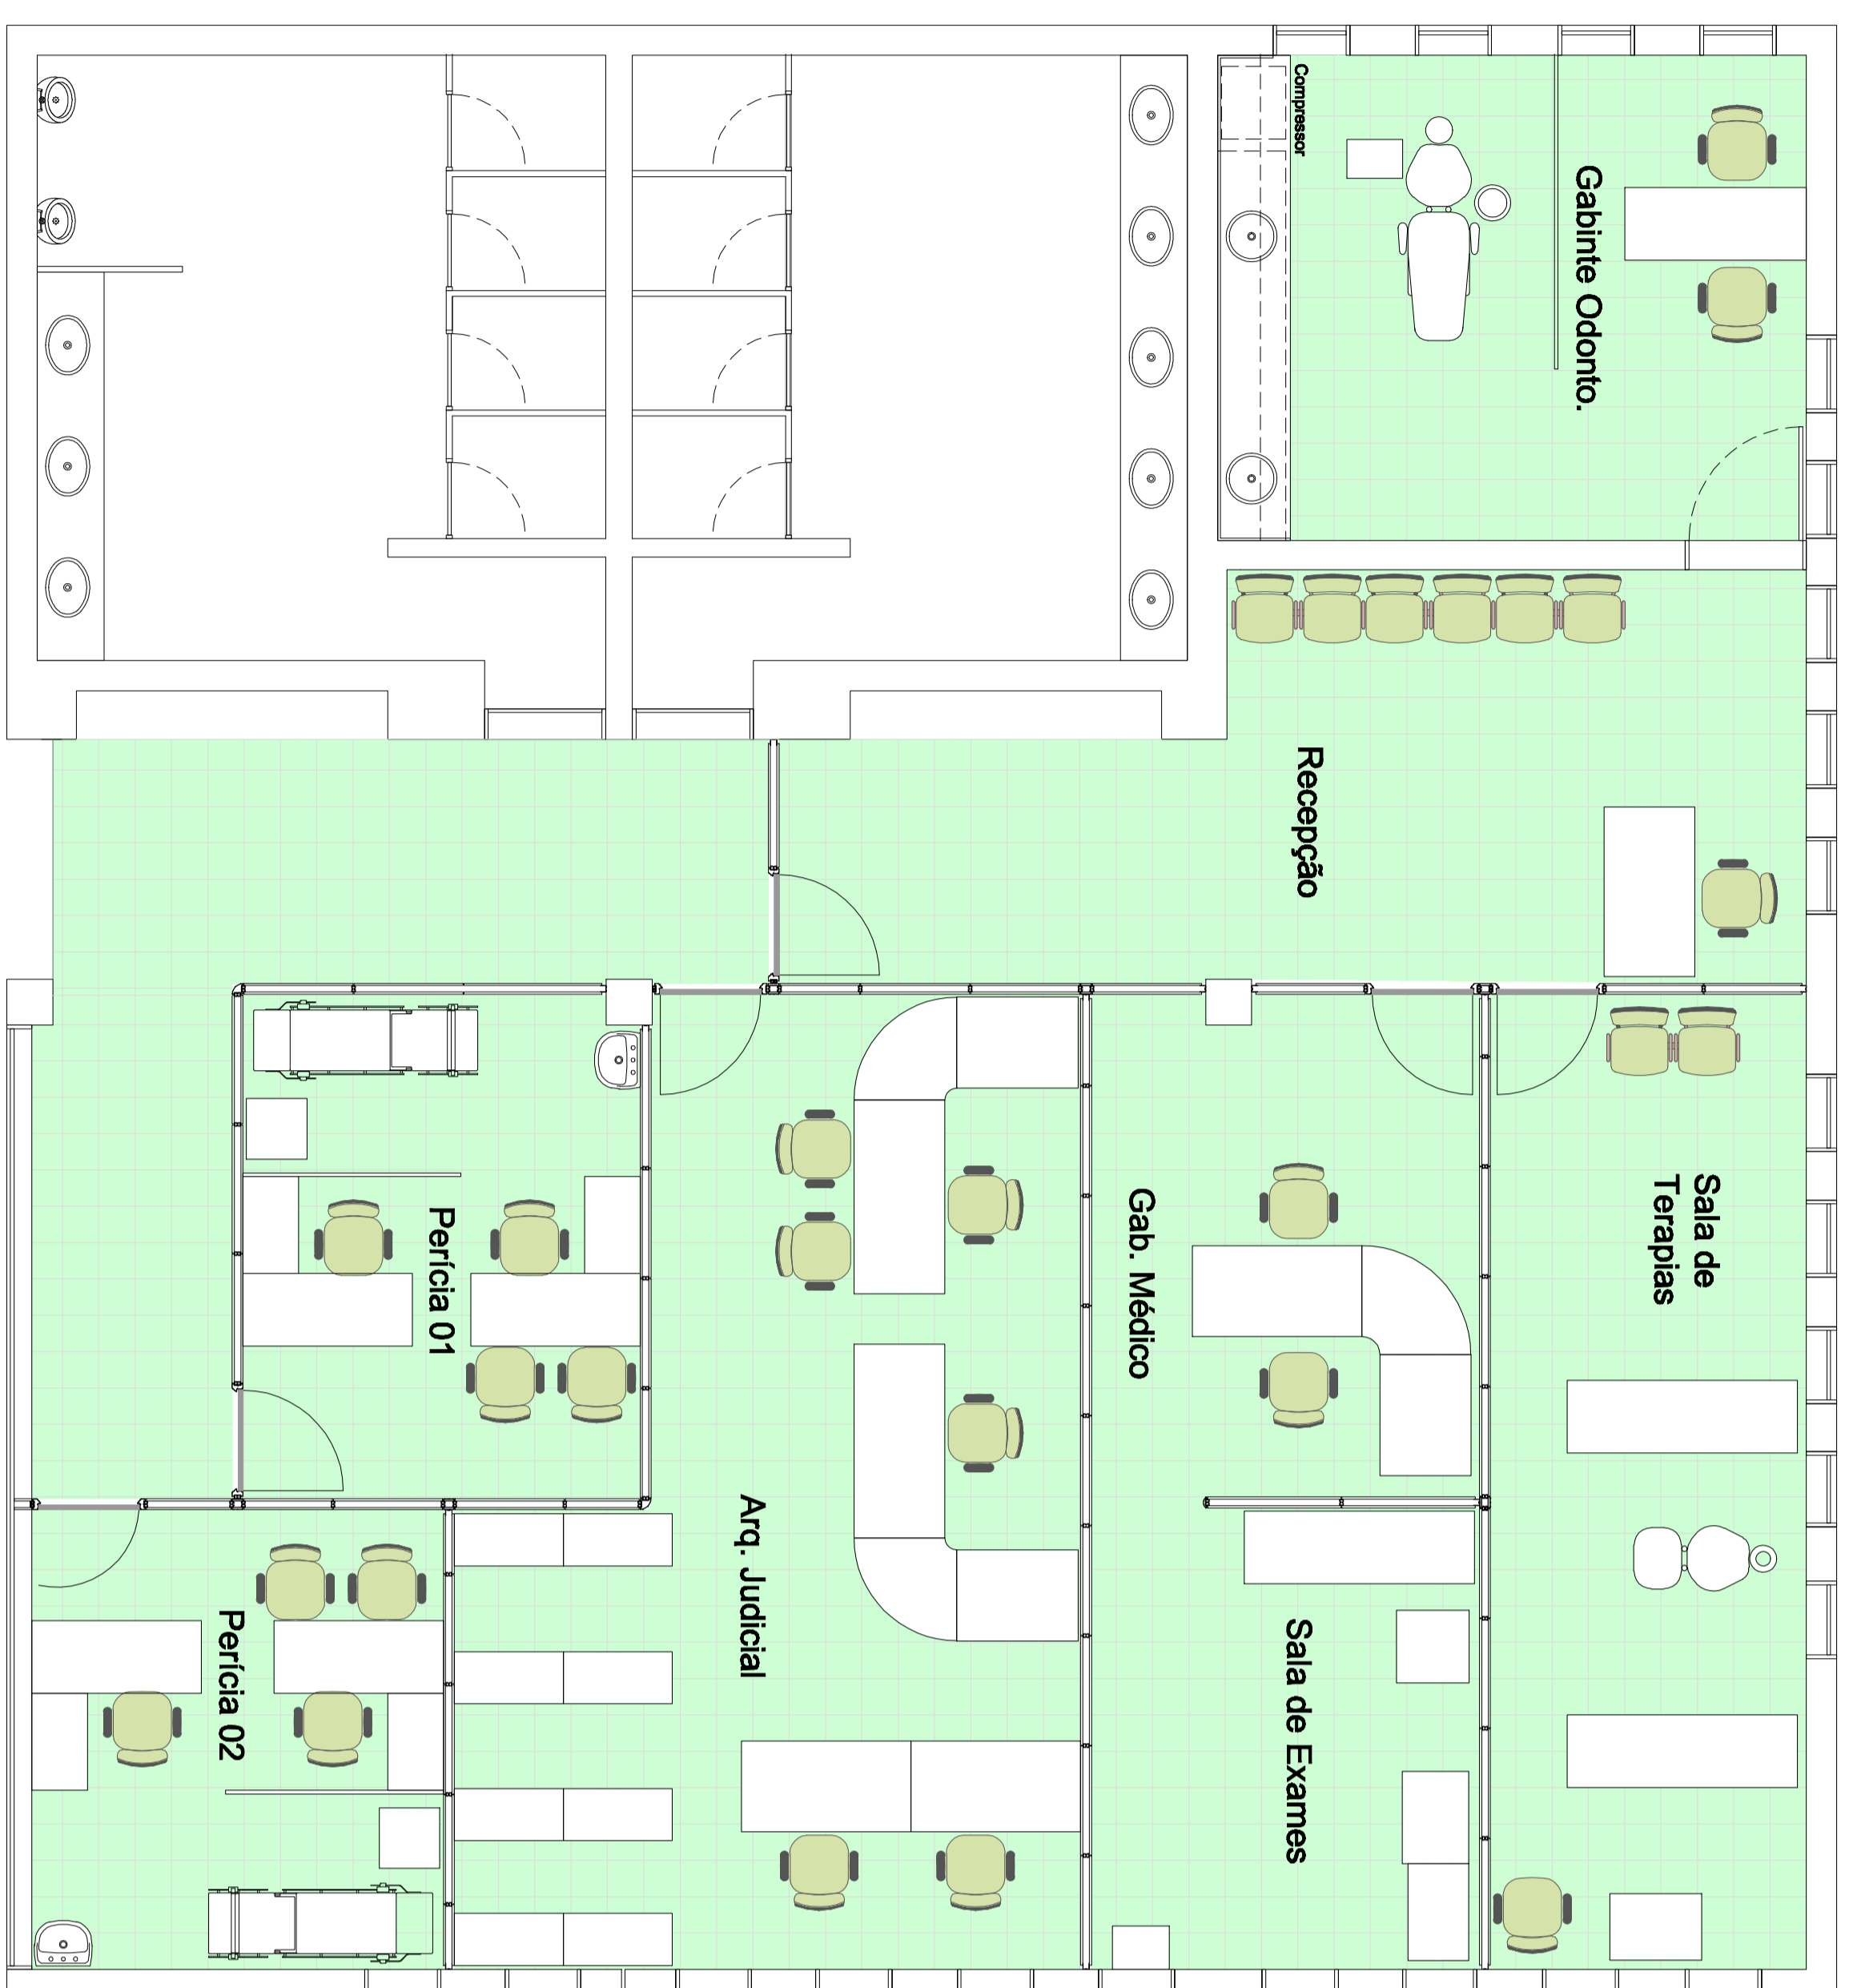 Compressor
Gabinte Odonto.
Recepção
Sala de
Terapias
Gab. Médico
Perícia 01
Arq. Judicial
Sala de Exames
Perícia 02